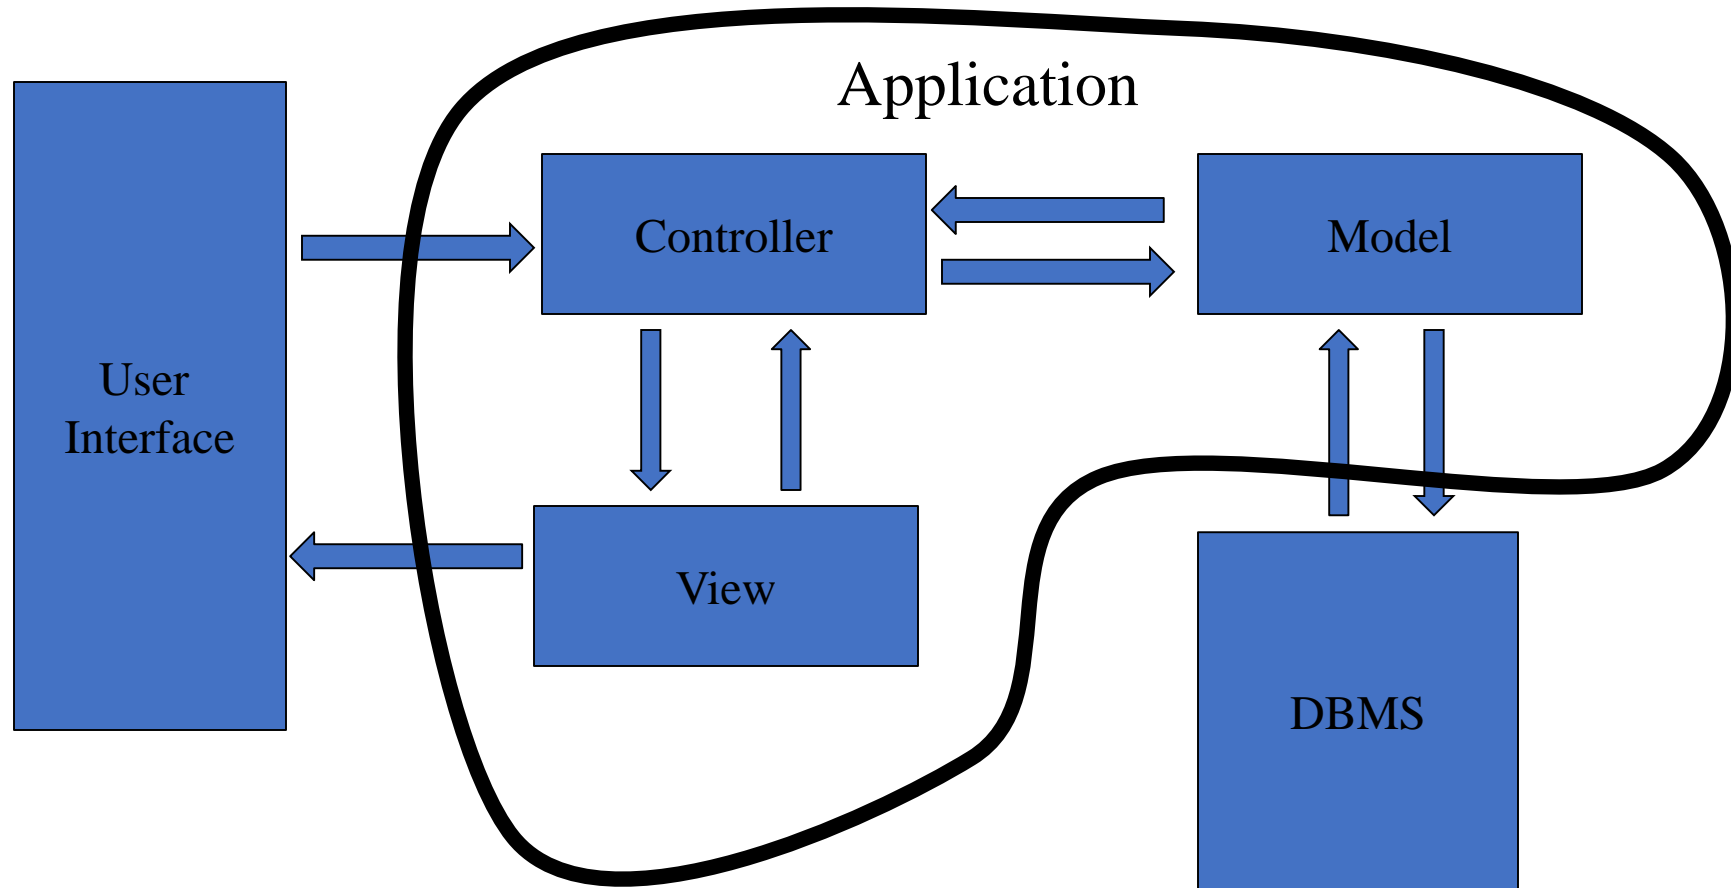 Application
Controller
Model
User
Interface
View
DBMS